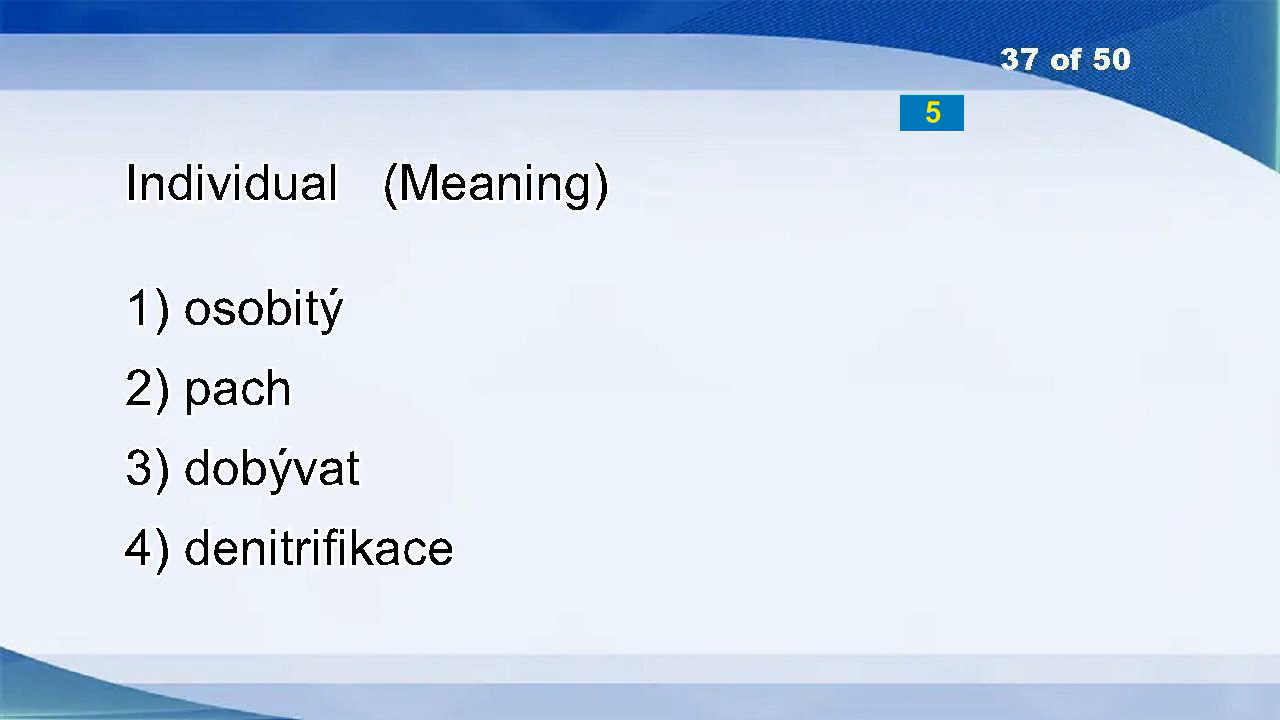 37 of 50
5
Individual (Meaning)
1) osobitý
2) pach
3) dobývat
4) denitrifikace